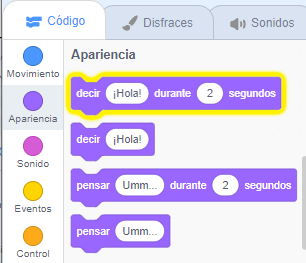 Código
Disfraces
Sonidos
Movimiento
Apariencia
Sonido
Eventos
Control
Apariencia
decir ¡Hola! durante 2 segundos
decir ¡Hola!
pensar Umm... durante 2 segundos
pensar Umm...